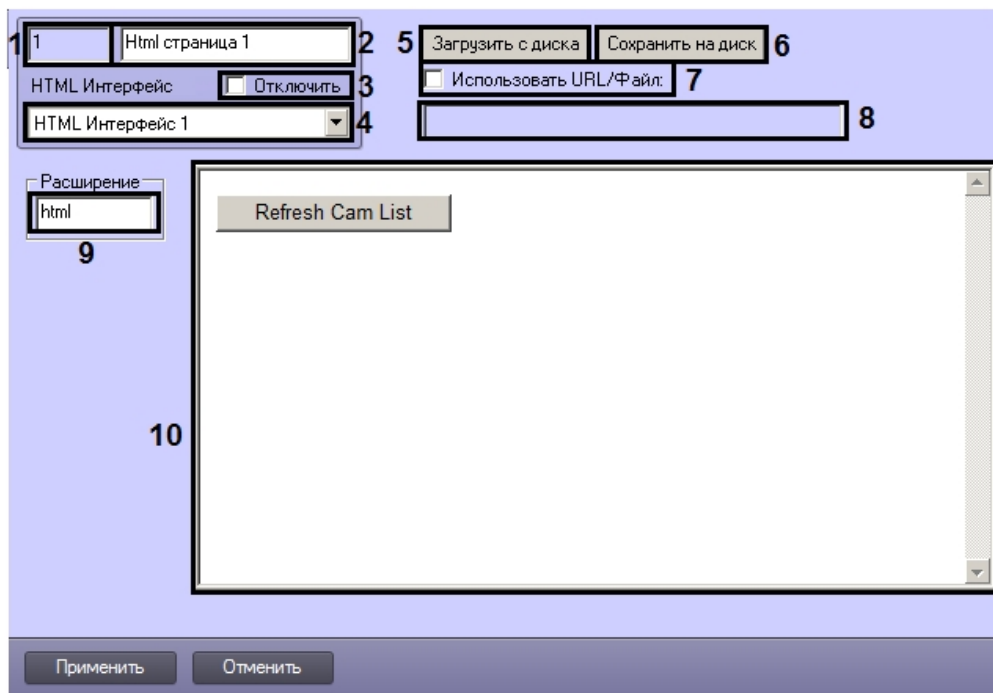 1 1 Html страница 1 2 5 Загрузить с диска Сохранить на диск 6
HTML Интерфейс Отключить 3 Использовать URL/Файл: 7
HTML Интерфейс 1 4 8
Расширение
html
Refresh Cam List
9
10
Применить Отменить